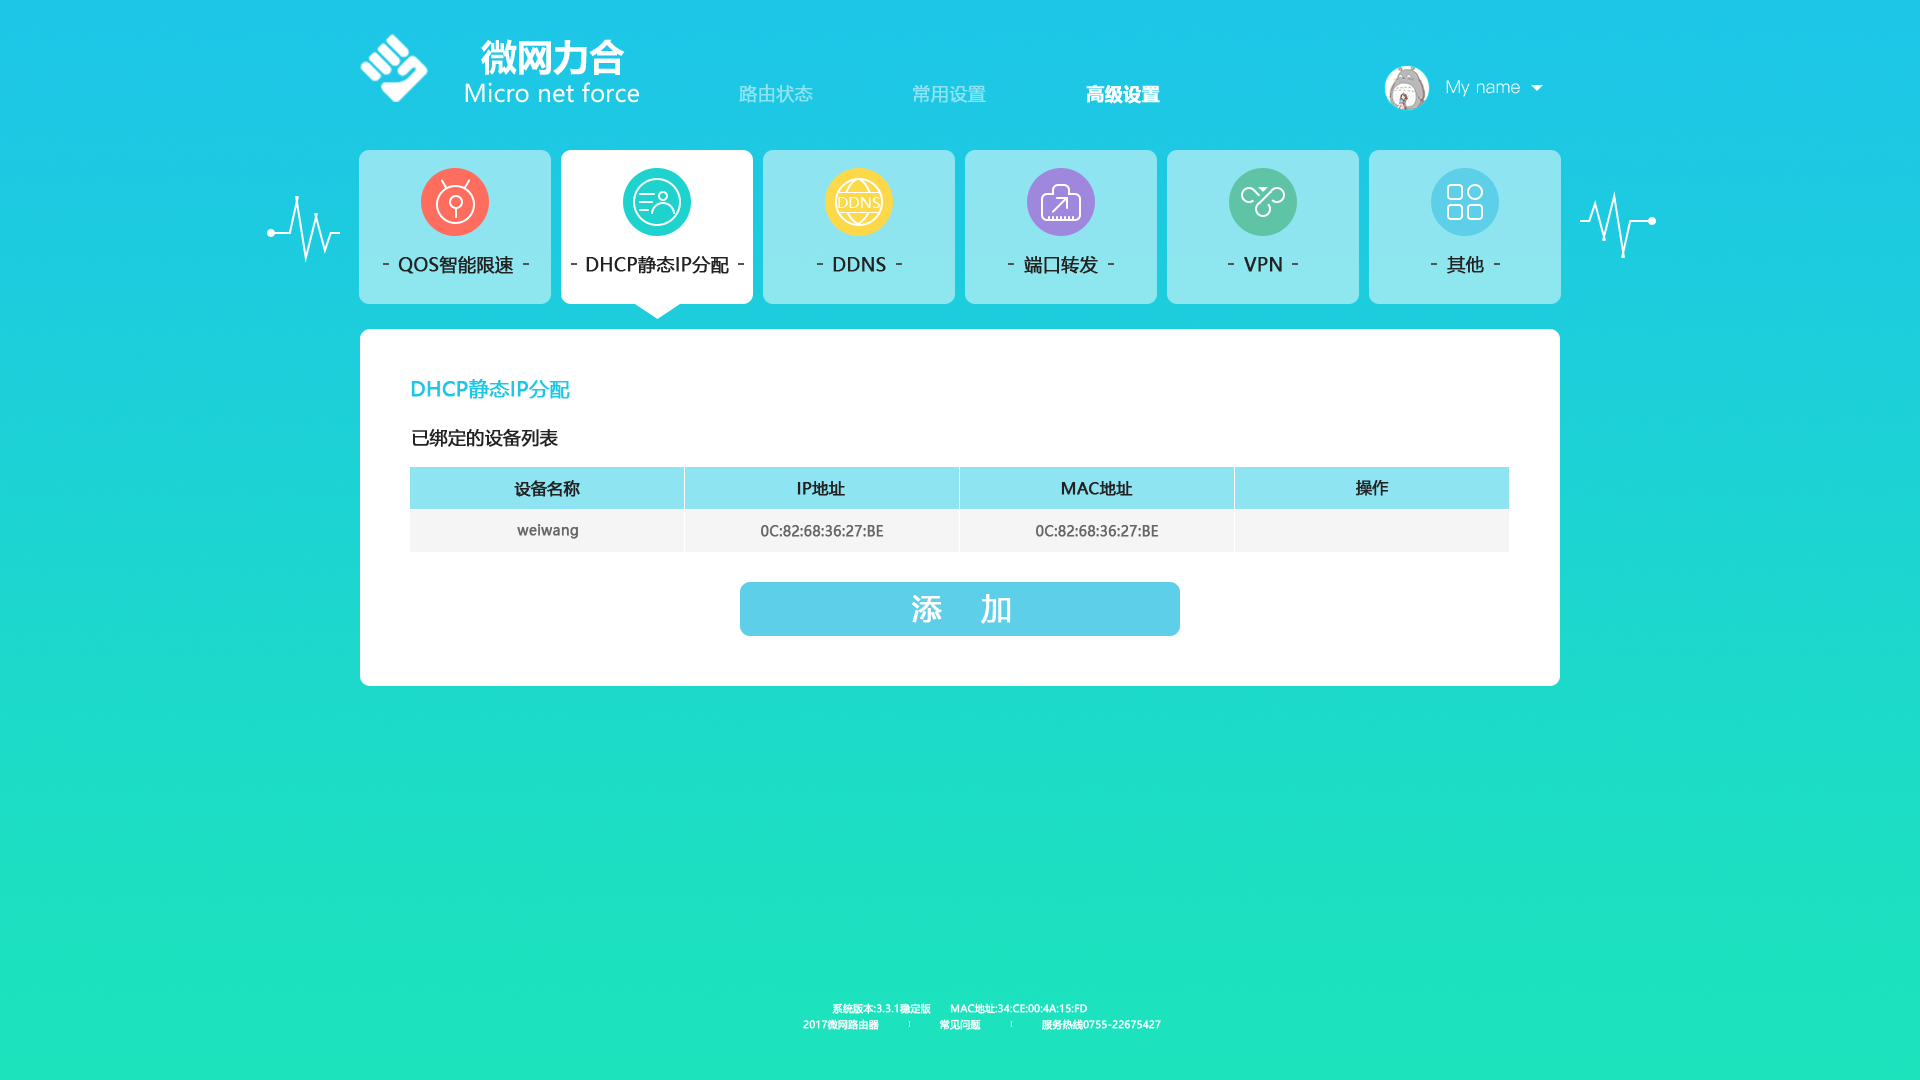 微网力合
Micro net force
路由状态
常用设置
高级设置
My name
- QOS智能限速 -
- DHCP静态IP分配 -
DDNS
- DDNS -
- 端口转发 -
- VPN -
- 其他 -
DHCP静态IP分配
已绑定的设备列表
设备名称 IP地址 MAC地址 操作
weiwang 0C:82:68:36:27:BE 0C:82:68:36:27:BE
添 加
系统版本:3.3.1稳定版 MAC地址:34:CE:00:4A:15:FD
2017微网路由器 | 常见问题 | 服务热线0755-22675427